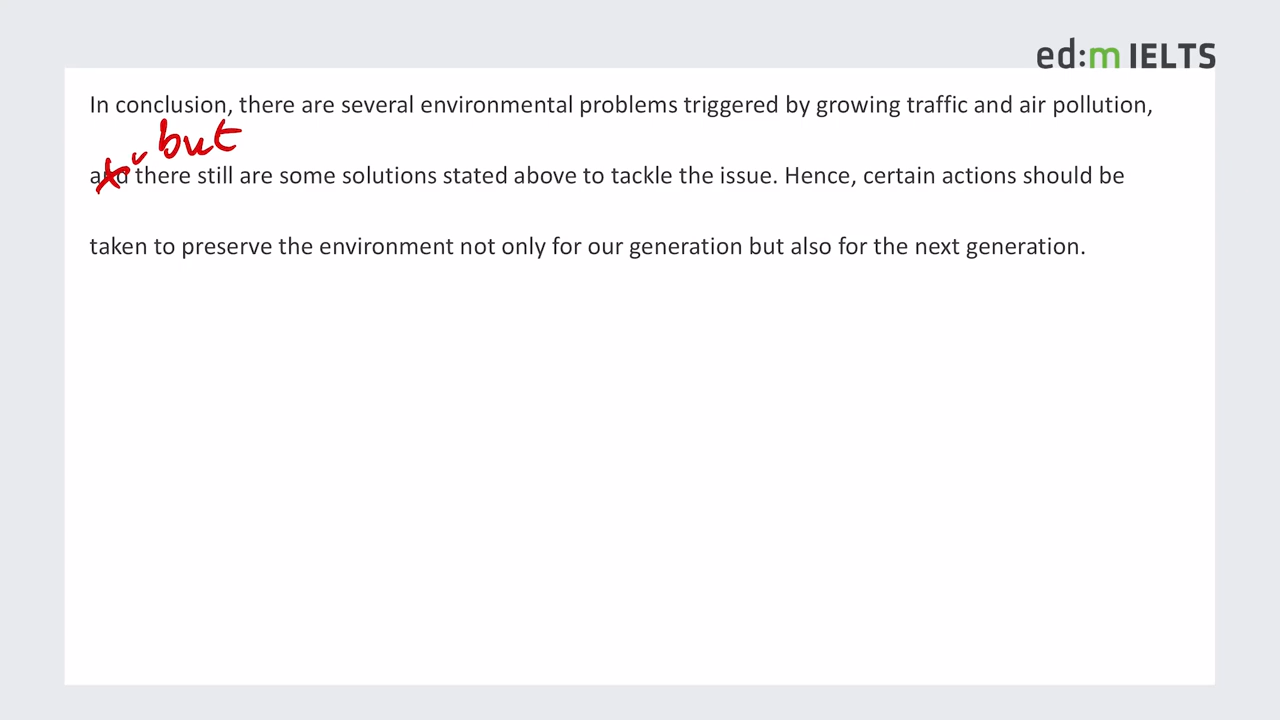 ed:m IELTS
In conclusion, there are several environmental problems triggered by growing traffic and air pollution,
but
and there still are some solutions stated above to tackle the issue. Hence, certain actions should be
taken to preserve the environment not only for our generation but also for the next generation.